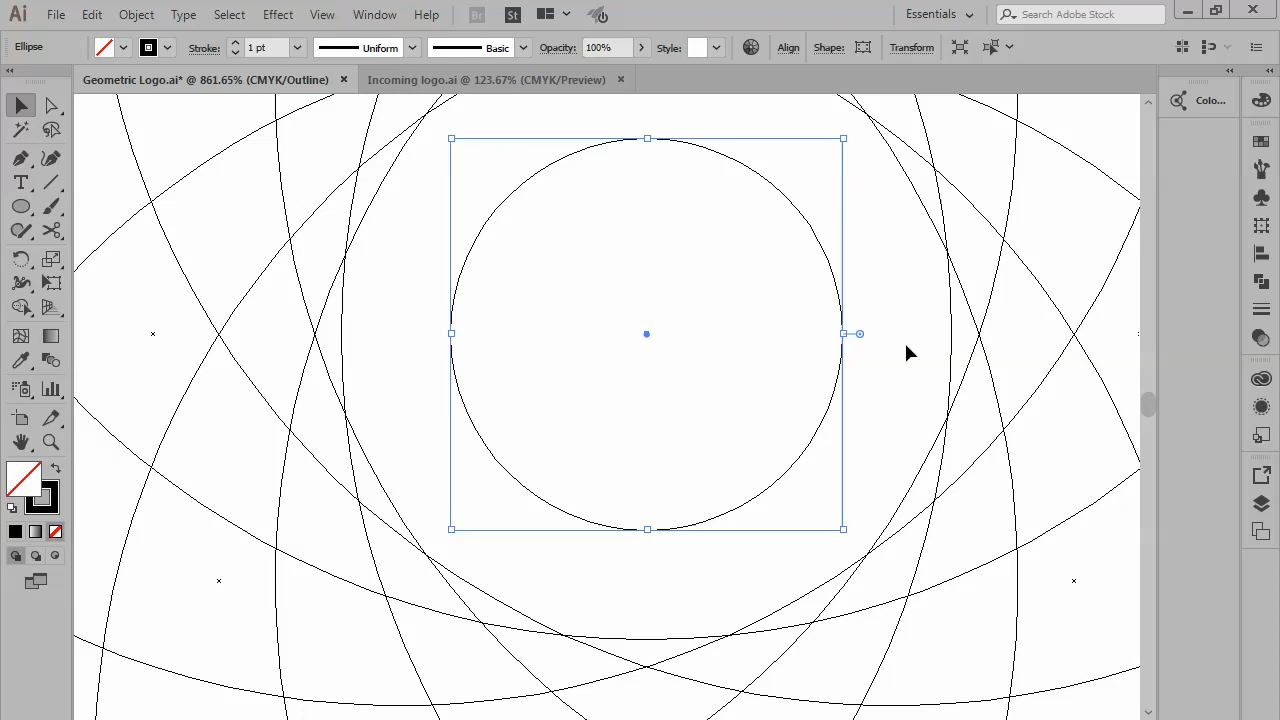 Ai File Edit Object Type Select Effect View Window Help Br St Essentials Search Adobe Stock
Ellipse Stroke: 1 pt Uniform Basic Opacity: 100% Style: Align Shape: Transform
Geometric Logo.ai* @ 861.65% (CMYK/Outline) Incoming logo.ai @ 123.67% (CMYK/Preview)
Colo...